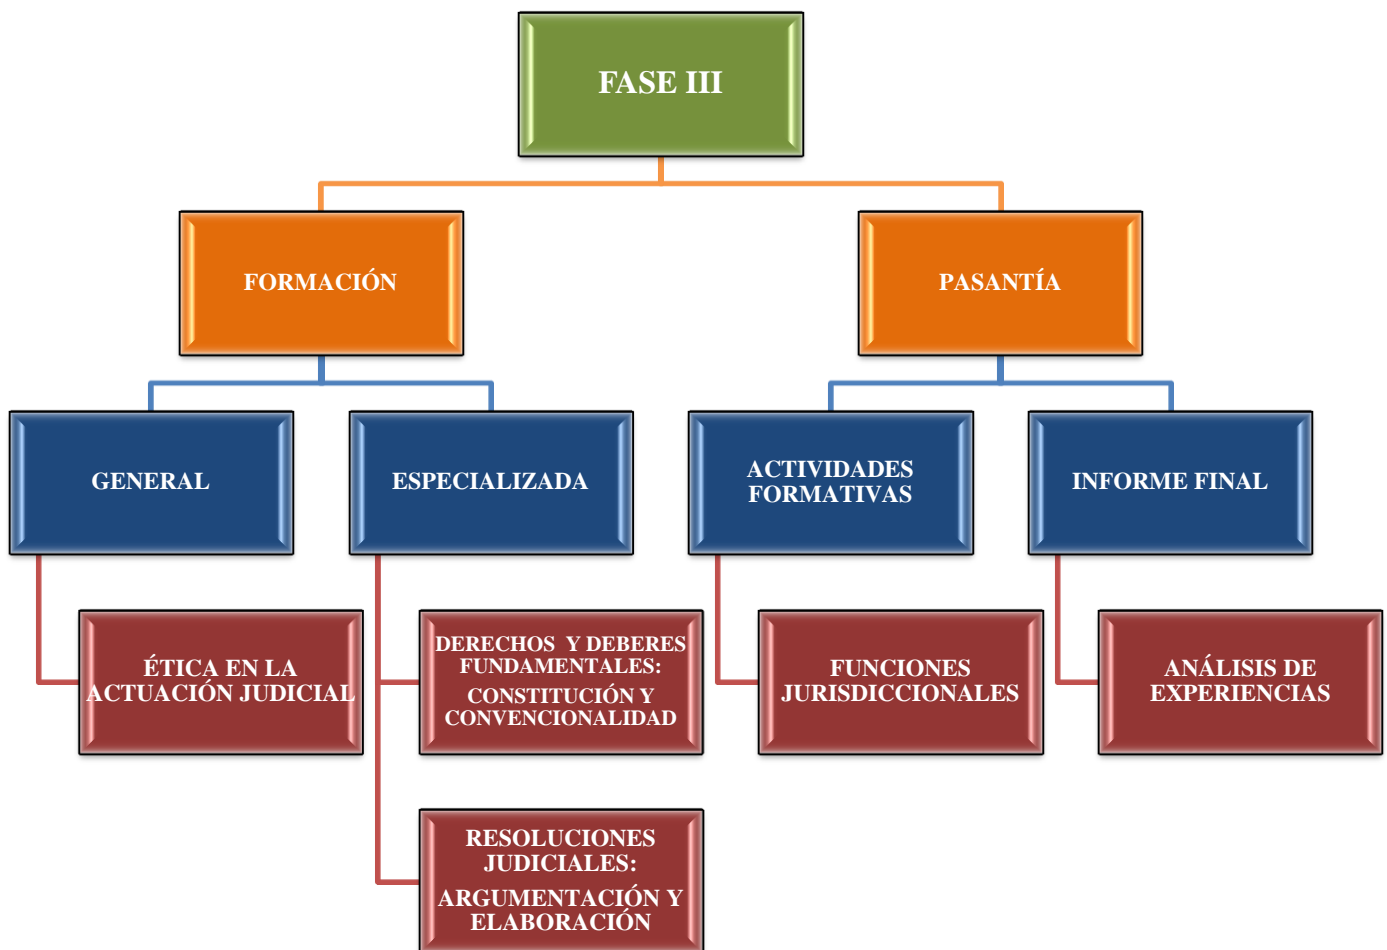 FASE III
FORMACIÓN
PASANTÍA
GENERAL
ESPECIALIZADA
ACTIVIDADES
FORMATIVAS
INFORME FINAL
ÉTICA EN LA
ACTUACIÓN JUDICIAL
DERECHOS Y DEBERES
FUNDAMENTALES:
CONSTITUCIÓN Y
CONVENCIONALIDAD
FUNCIONES
JURISDICCIONALES
ANÁLISIS DE
EXPERIENCIAS
RESOLUCIONES
JUDICIALES:
ARGUMENTACIÓN Y
ELABORACIÓN